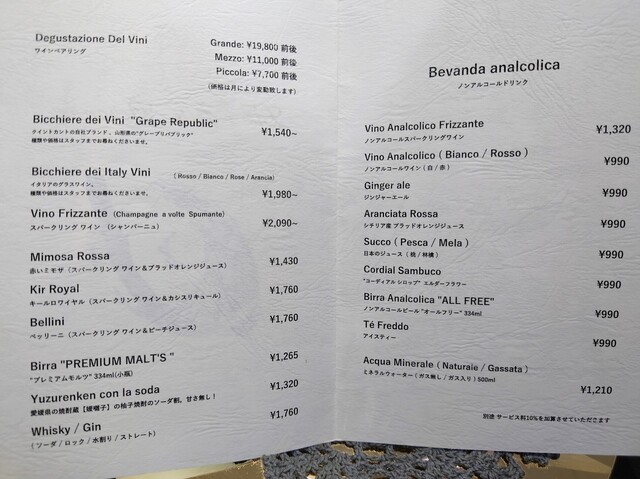 Degustazione Del Vini
ワインペアリング
Grande: ¥19,800 前後
Mezzo: ¥11,000 前後
Piccola: ¥7,700 前後
(価格は月により変動致します)
Bicchiere dei Vini "Grape Republic" ¥1,540~
クイントカントの自社ブランド、山形県の"グレープリパブリック"
種類や価格はスタッフまでお尋ねくださいませ。
Bicchiere dei Italy Vini ( Rosso / Bianco / Rose / Arancia)
イタリアのグラスワイン。
種類や価格はスタッフまでお尋ねくださいませ。 ¥1,980~
Vino Frizzante (Champagne a volte Spumante) ¥2,090~
スパークリング ワイン (シャンパーニュ)
Mimosa Rossa ¥1,430
赤いミモザ (スパークリング ワイン&ブラッドオレンジジュース)
Kir Royal ¥1,760
キールロワイヤル (スパークリング ワイン&カシスリキュール)
Bellini ¥1,760
ベッリーニ (スパークリング ワイン&ピーチジュース)
Birra "PREMIUM MALT'S " ¥1,265
"プレミアムモルツ" 334ml(小瓶)
Yuzurenken con la soda ¥1,320
愛媛県の焼酎蔵【媛囃子】の柚子焼酎のソーダ割。甘さ無し!
Whisky / Gin ¥1,760
(ソーダ / ロック / 水割り / ストレート)
Bevanda analcolica
ノンアルコールドリンク
Vino Analcolico Frizzante ¥1,320
ノンアルコールスパークリングワイン
Vino Analcolico ( Bianco / Rosso ) ¥990
ノンアルコールワイン (白 / 赤)
Ginger ale ¥990
ジンジャーエール
Aranciata Rossa ¥990
シチリア産 ブラッドオレンジジュース
Succo ( Pesca / Mela ) ¥990
日本のジュース (桃 / 林檎)
Cordial Sambuco ¥990
"コーディアル シロップ" エルダーフラワー
Birra Analcolica "ALL FREE" ¥990
ノンアルコールビール "オールフリー" 334ml
Té Freddo ¥990
アイスティー
Acqua Minerale ( Naturaie / Gassata )
ミネラルウォーター (ガス無し / ガス入り) 500ml ¥1,210
別途 サービス料10%を加算させていただきます